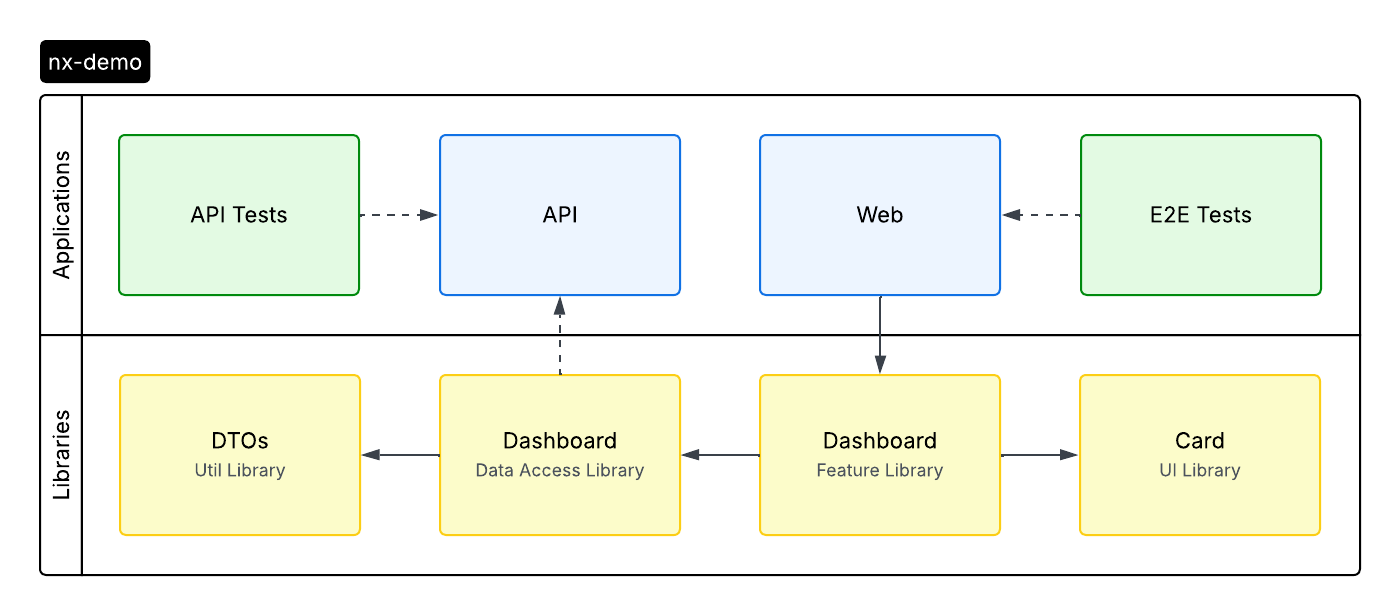 nx-demo
Applications
API Tests
API
Web
E2E Tests
Libraries
DTOs
Util Library
Dashboard
Data Access Library
Dashboard
Feature Library
Card
UI Library